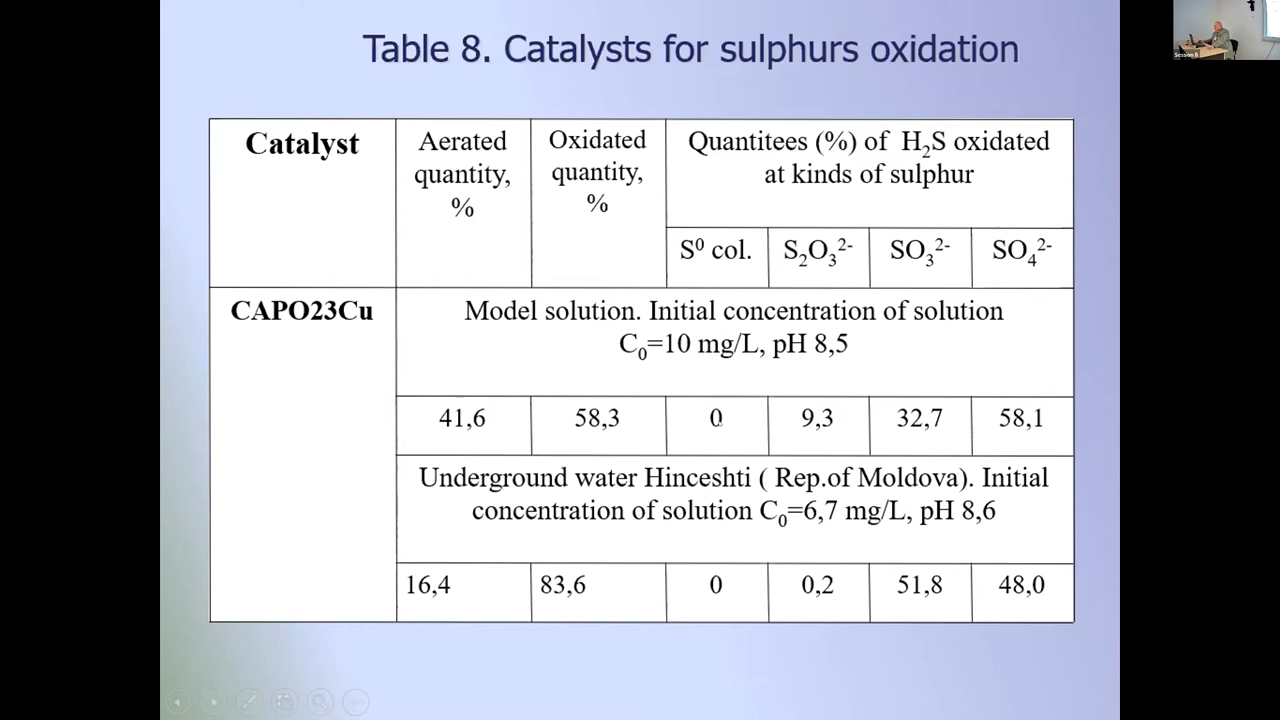 Table 8. Catalysts for sulphurs oxidation
Catalyst
Aerated
quantity,
%
Oxidated
quantity,
%
Quantitees (%) of H₂S oxidated
at kinds of sulphur
S⁰ col.
S₂O₃²⁻
SO₃²⁻
SO₄²⁻
CAPO23Cu
Model solution. Initial concentration of solution
C₀=10 mg/L, pH 8,5
41,6
58,3
0
9,3
32,7
58,1
Underground water Hinceshti ( Rep.of Moldova). Initial
concentration of solution C₀=6,7 mg/L, pH 8,6
16,4
83,6
0
0,2
51,8
48,0